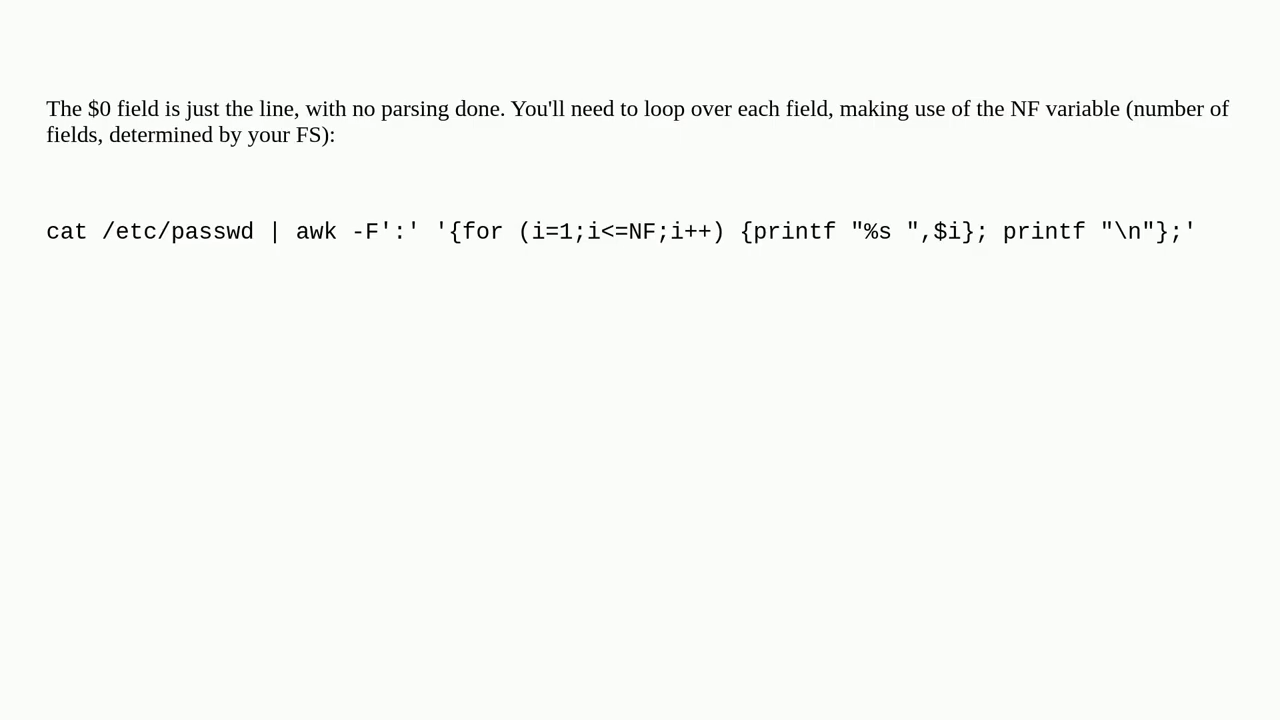 The $0 field is just the line, with no parsing done. You'll need to loop over each field, making use of the NF variable (number of
fields, determined by your FS):
cat /etc/passwd | awk -F':' '{for (i=1;i<=NF;i++) {printf "%s ",$i}; printf "\n"};'